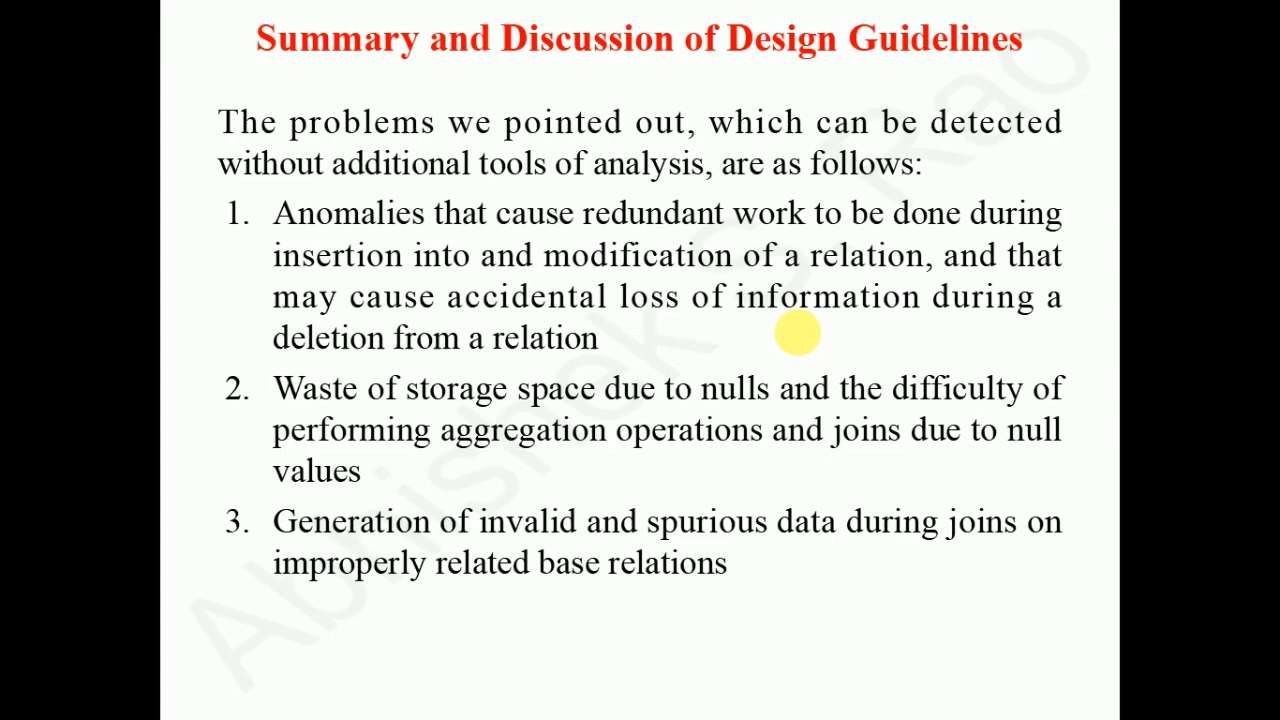 Summary and Discussion of Design Guidelines
The problems we pointed out, which can be detected
without additional tools of analysis, are as follows:
1. Anomalies that cause redundant work to be done during
insertion into and modification of a relation, and that
may cause accidental loss of information during a
deletion from a relation
2. Waste of storage space due to nulls and the difficulty of
performing aggregation operations and joins due to null
values
3. Generation of invalid and spurious data during joins on
improperly related base relations
Abhishek S. Rao